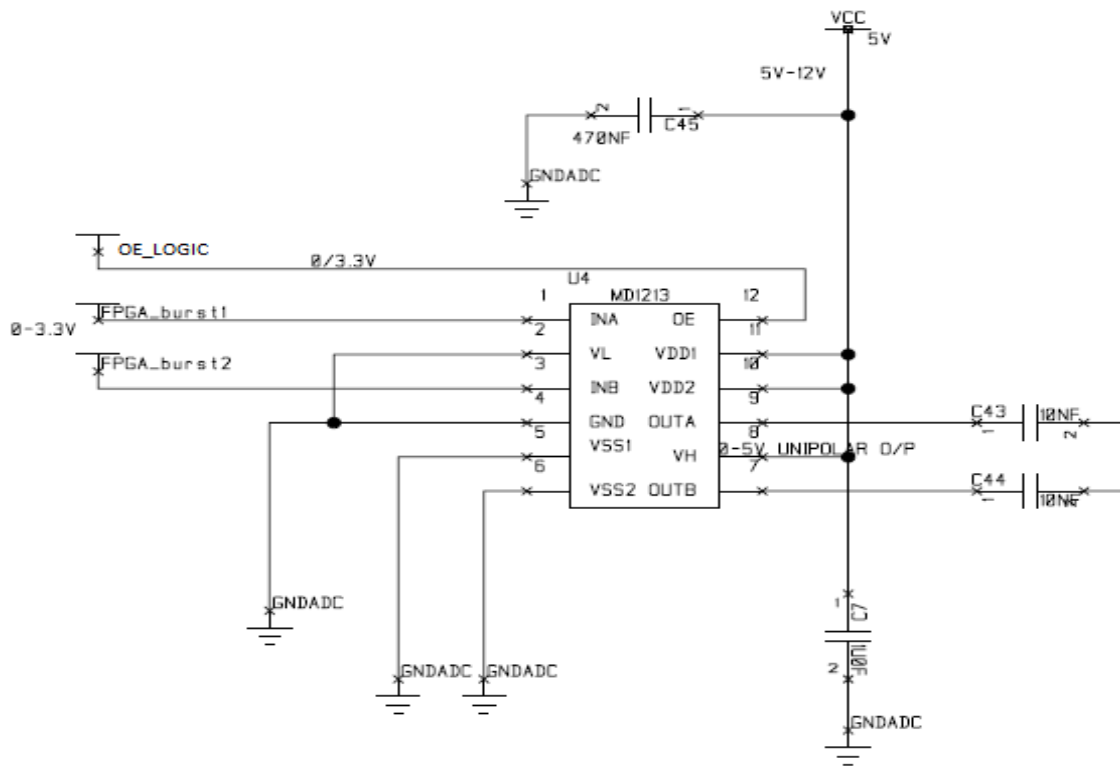 VCC
5V
5V-12V
2
1
C45
470NF
GNDADC
OE_LOGIC
0/3.3V
U4
1
MD1213
12
FPGA_burst1
INA
OE
0-3.3V
2
11
VL
VDD1
FPGA_burst2
3
10
INB
VDD2
4
9
GND
OUTA
C43
10NF
1
2
5
8
VSS1
VH
0-5V UNIPOLAR O/P
6
7
VSS2
OUTB
C44
10NF
1
GNDADC
1
C7
1U0F
2
GNDADC
GNDADC
GNDADC